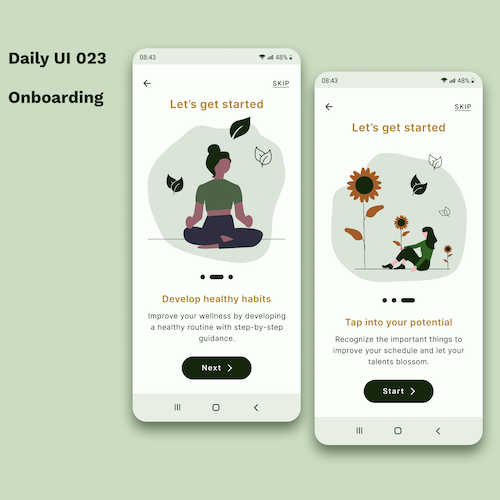 Daily UI 023
Onboarding
08:43
48%
SKIP
Let's get started
Develop healthy habits
Improve your wellness by developing
a healthy routine with step-by-step
guidance.
Next
08:43
48%
SKIP
Let's get started
Tap into your potential
Recognize the important things to
improve your schedule and let your
talents blossom.
Start